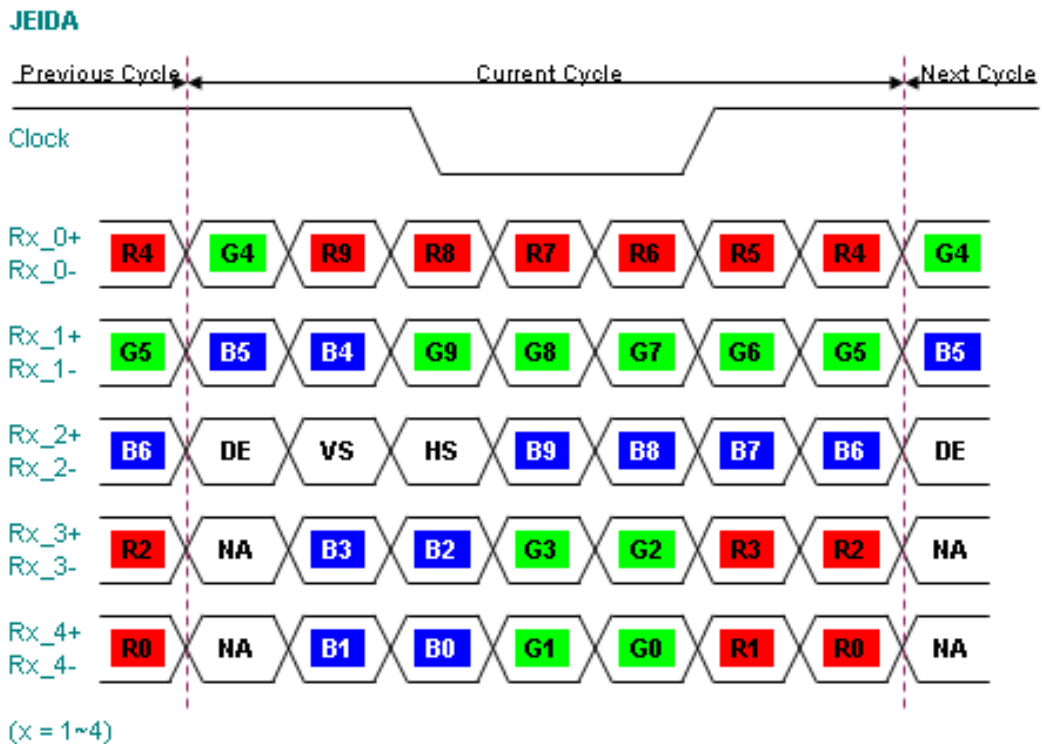 JEIDA
Previous Cycle Current Cycle Next Cycle
Clock
Rx_0+
Rx_0-
R4 G4 R9 R8 R7 R6 R5 R4 G4
Rx_1+
Rx_1-
G5 B5 B4 G9 G8 G7 G6 G5 B5
Rx_2+
Rx_2-
B6 DE VS HS B9 B8 B7 B6 DE
Rx_3+
Rx_3-
R2 NA B3 B2 G3 G2 R3 R2 NA
Rx_4+
Rx_4-
R0 NA B1 B0 G1 G0 R1 R0 NA
(x = 1~4)